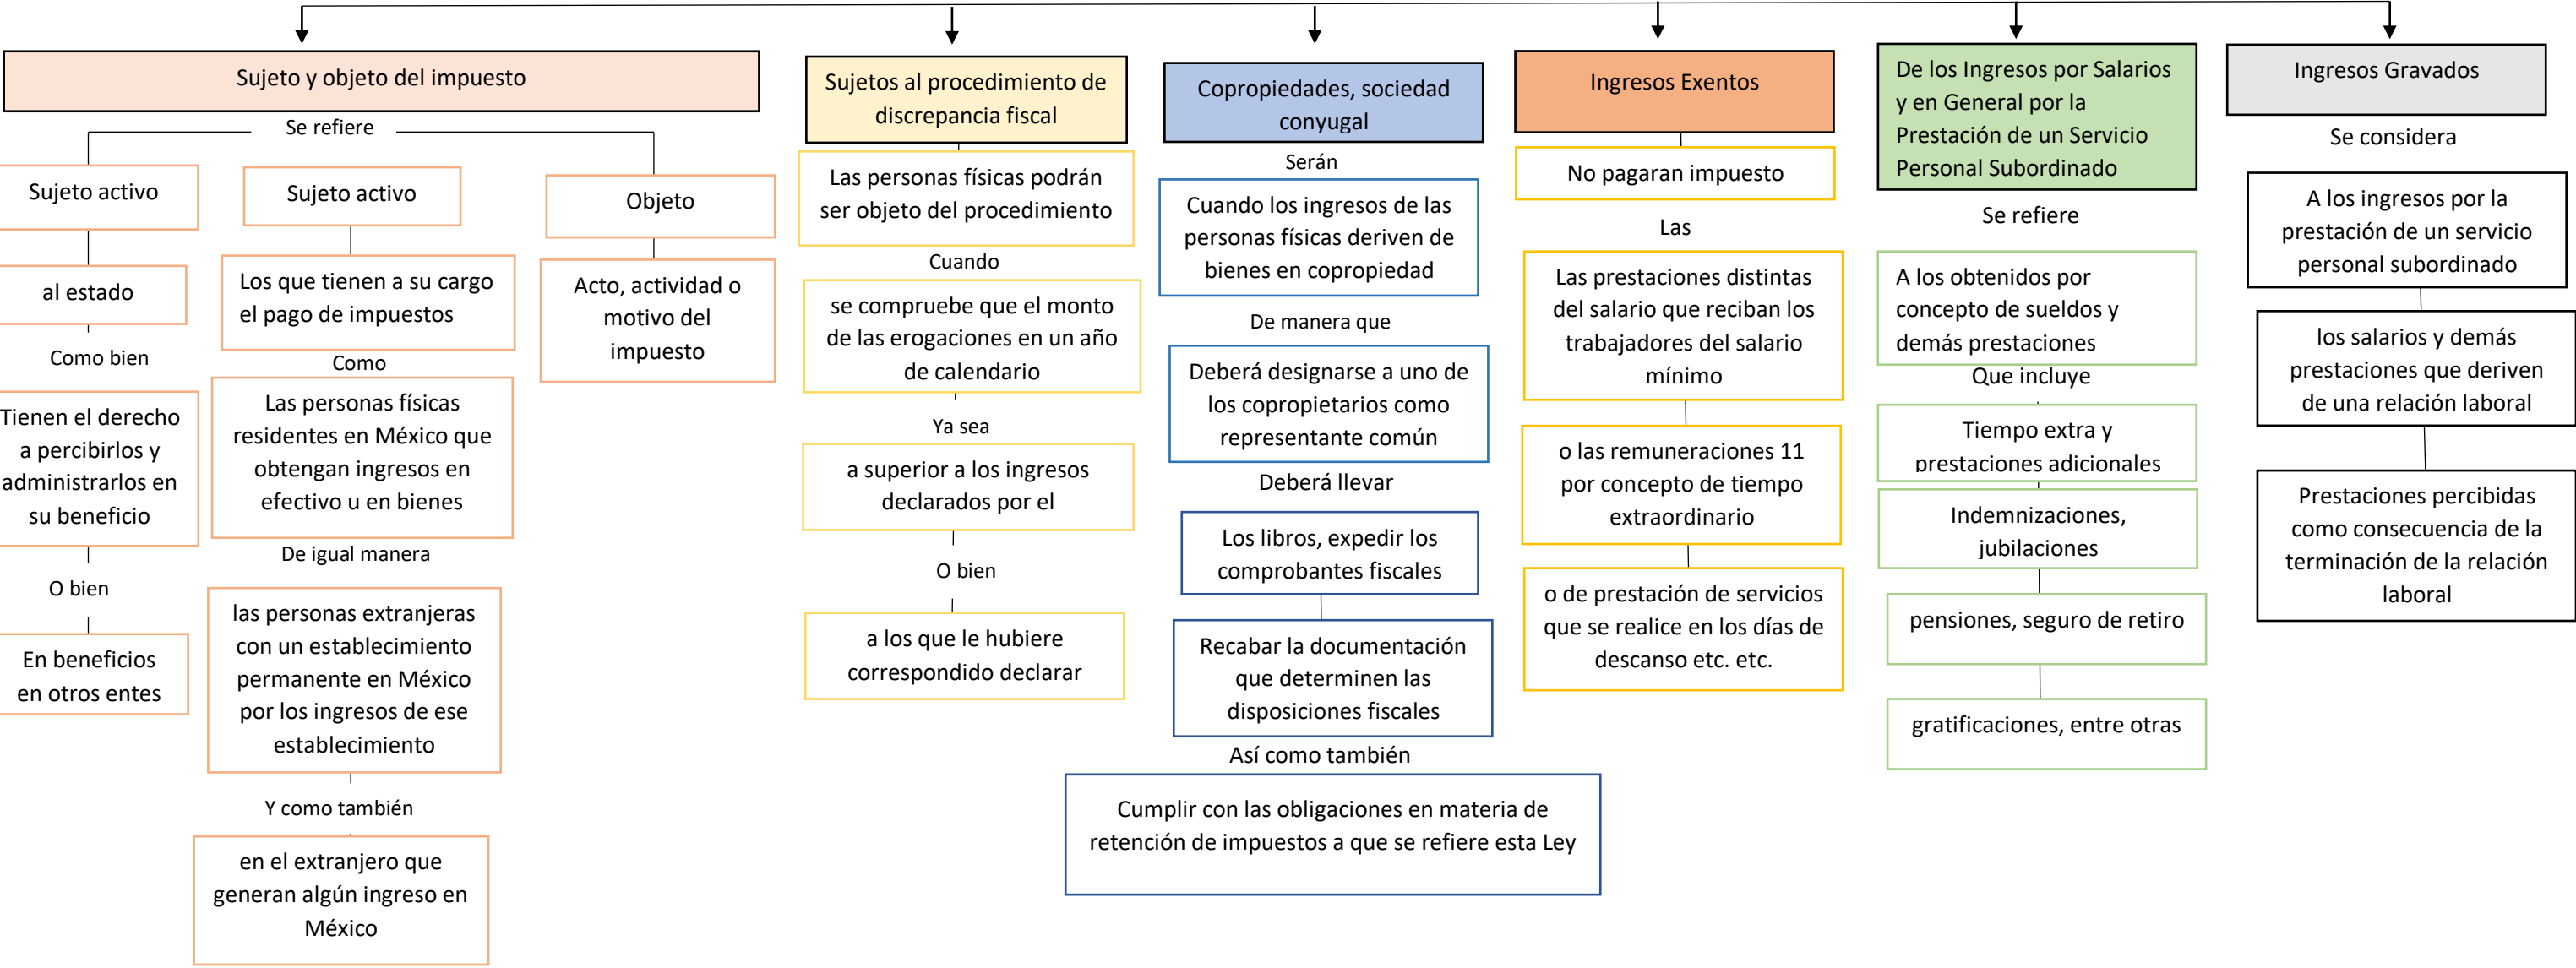 Sujeto y objeto del impuesto
Se refiere
Sujeto activo
al estado
Como bien
Tienen el derecho
a percibirlos y
administrarlos en
su beneficio
O bien
En beneficios
en otros entes
Sujeto activo
Los que tienen a su cargo
el pago de impuestos
Como
Las personas físicas
residentes en México que
obtengan ingresos en
efectivo u en bienes
De igual manera
las personas extranjeras
con un establecimiento
permanente en México
por los ingresos de ese
establecimiento
Y como también
en el extranjero que
generan algún ingreso en
México
Objeto
Acto, actividad o
motivo del
impuesto
Sujetos al procedimiento de
discrepancia fiscal
Las personas físicas podrán
ser objeto del procedimiento
Cuando
se compruebe que el monto
de las erogaciones en un año
de calendario
Ya sea
a superior a los ingresos
declarados por el
O bien
a los que le hubiere
correspondido declarar
Copropiedades, sociedad
conyugal
Serán
Cuando los ingresos de las
personas físicas deriven de
bienes en copropiedad
De manera que
Deberá designarse a uno de
los copropietarios como
representante común
Deberá llevar
Los libros, expedir los
comprobantes fiscales
Recabar la documentación
que determinen las
disposiciones fiscales
Así como también
Cumplir con las obligaciones en materia de
retención de impuestos a que se refiere esta Ley
Ingresos Exentos
No pagaran impuesto
Las
Las prestaciones distintas
del salario que reciban los
trabajadores del salario
mínimo
o las remuneraciones 11
por concepto de tiempo
extraordinario
o de prestación de servicios
que se realice en los días de
descanso etc. etc.
De los Ingresos por Salarios
y en General por la
Prestación de un Servicio
Personal Subordinado
Se refiere
A los obtenidos por
concepto de sueldos y
demás prestaciones
Que incluye
Tiempo extra y
prestaciones adicionales
Indemnizaciones,
jubilaciones
pensiones, seguro de retiro
gratificaciones, entre otras
Ingresos Gravados
Se considera
A los ingresos por la
prestación de un servicio
personal subordinado
los salarios y demás
prestaciones que deriven
de una relación laboral
Prestaciones percibidas
como consecuencia de la
terminación de la relación
laboral